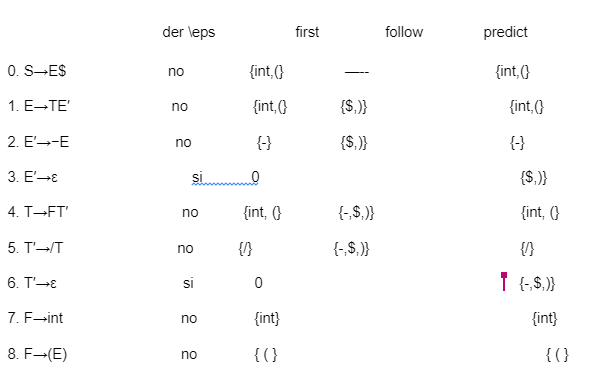 der \eps first follow predict
0. S→E$ no {int,(} —-- {int,(}
1. E→TE′ no {int,(} {$,)} {int,(}
2. E′→−E no {-} {$,)} {-}
3. E′→ε si 0 {$,)}
4. T→FT′ no {int, (} {-,$,)} {int, (}
5. T′→/T no {/} {-,$,)} {/}
6. T′→ε si 0 {-,$,)}
7. F→int no {int} {int}
8. F→(E) no { ( } { ( }